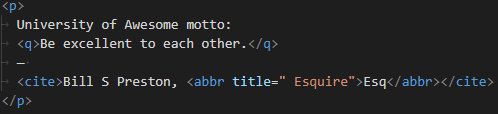 <p>
University of Awesome motto:
<q>Be excellent to each other.</q>
—
<cite>Bill S Preston, <abbr title=" Esquire">Esq</abbr></cite>
</p>